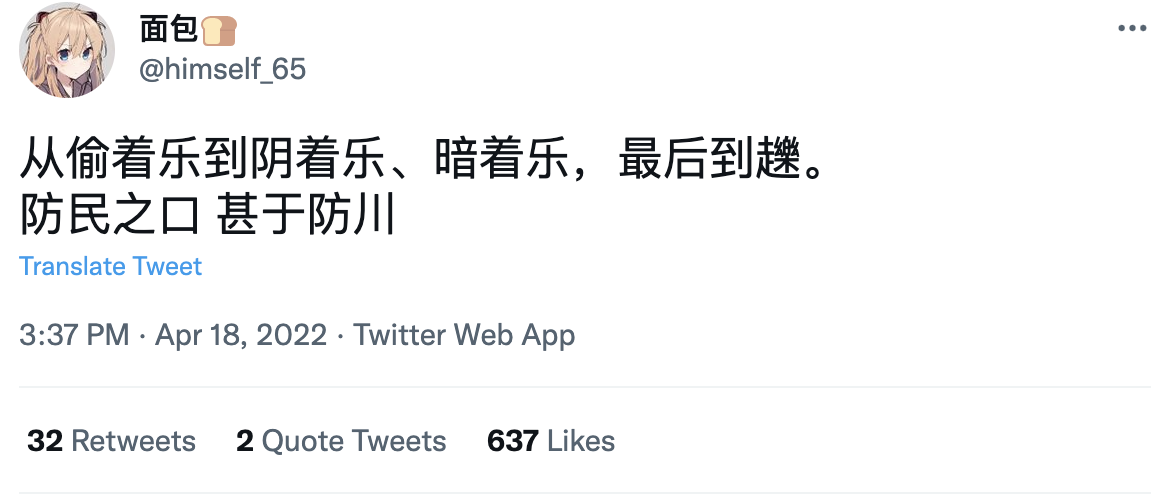 面包🍞
@himself_65
从偷着乐到阴着乐、暗着乐，最后到趮。
防民之口 甚于防川
Translate Tweet
3:37 PM · Apr 18, 2022 · Twitter Web App
32 Retweets 2 Quote Tweets 637 Likes